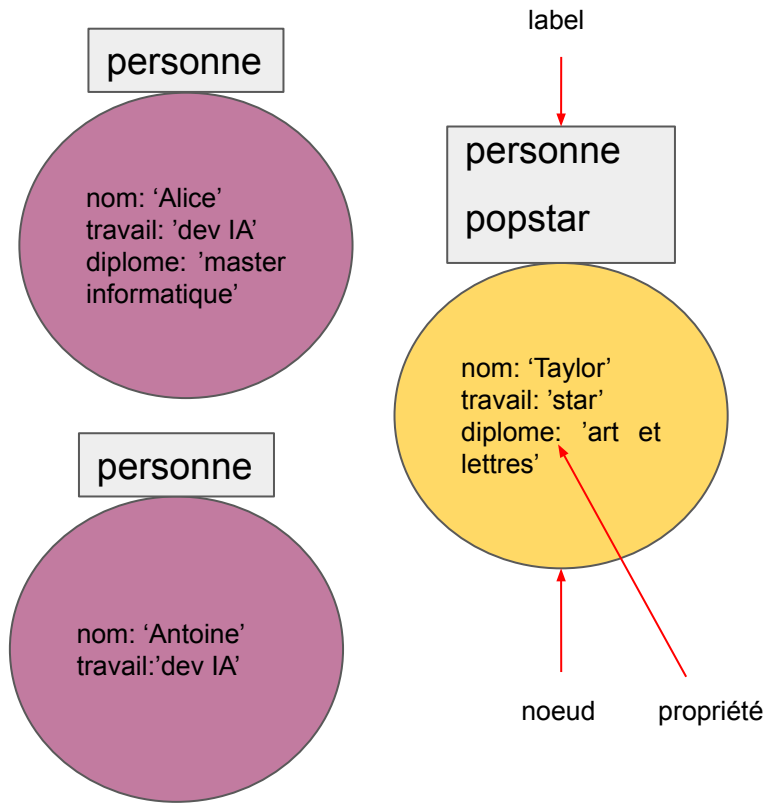 personne
nom: ‘Alice’
travail: ’dev IA’
diplome: ’master
informatique’
personne
nom: ‘Antoine’
travail:’dev IA’
label
personne
popstar
nom: ‘Taylor’
travail: ’star’
diplome: ’art et
lettres’
noeud
propriété